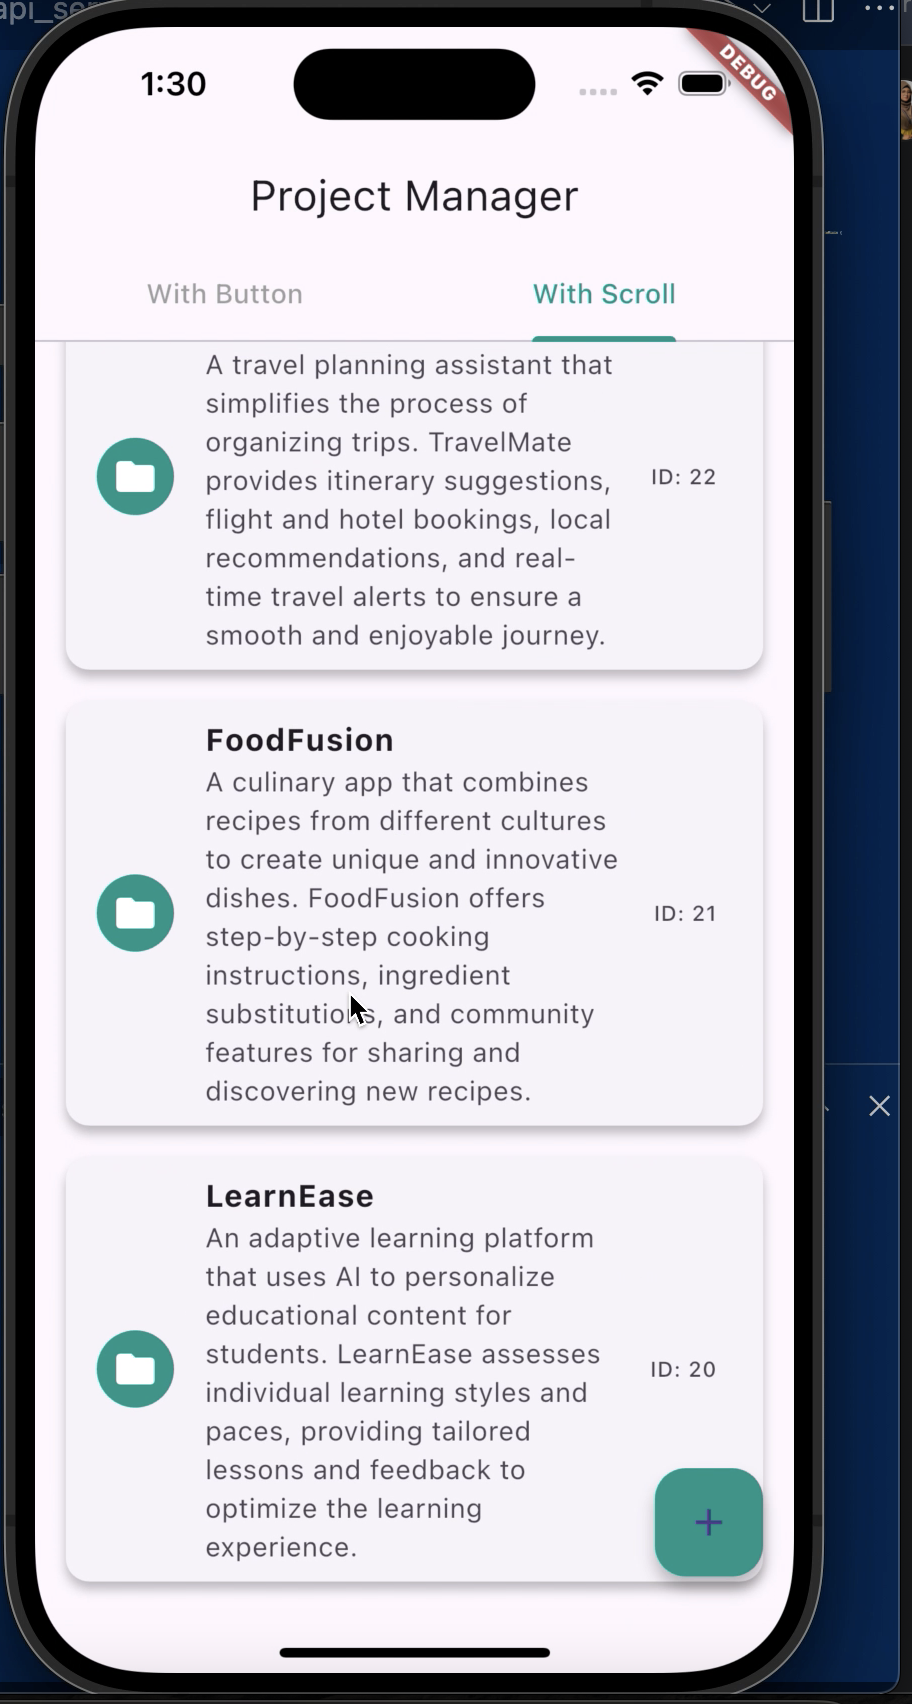 api_se
1:30
DEBUG
Project Manager
With Button
With Scroll
A travel planning assistant that
simplifies the process of
organizing trips. TravelMate
provides itinerary suggestions,
flight and hotel bookings, local
recommendations, and real-
time travel alerts to ensure a
smooth and enjoyable journey.
ID: 22
FoodFusion
A culinary app that combines
recipes from different cultures
to create unique and innovative
dishes. FoodFusion offers
step-by-step cooking
instructions, ingredient
substitutions, and community
features for sharing and
discovering new recipes.
ID: 21
LearnEase
An adaptive learning platform
that uses AI to personalize
educational content for
students. LearnEase assesses
individual learning styles and
paces, providing tailored
lessons and feedback to
optimize the learning
experience.
ID: 20